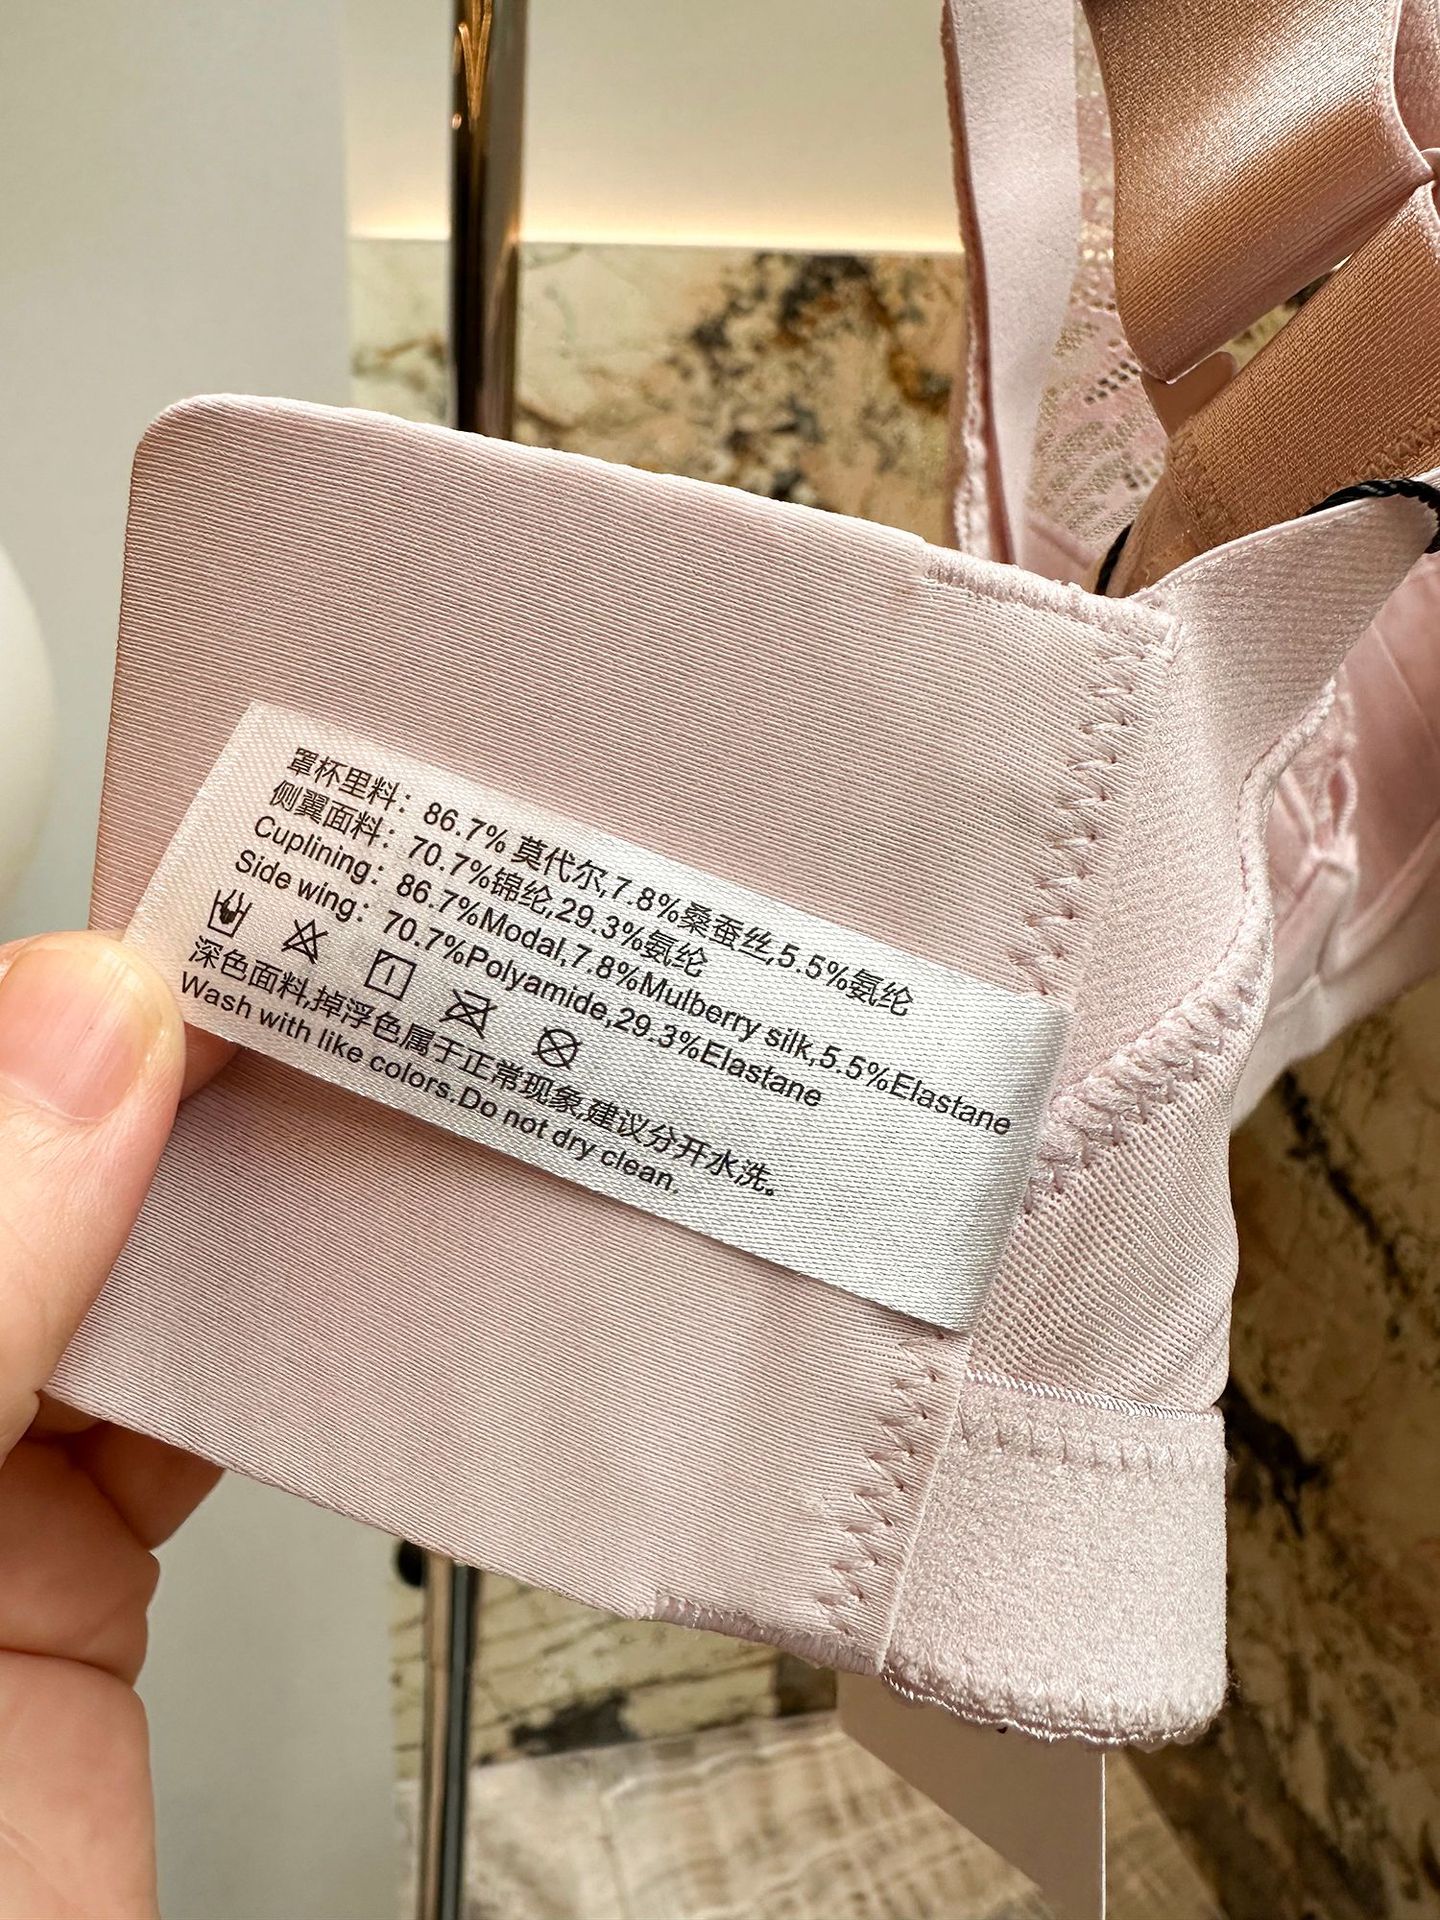 罩杯里料：86.7% 莫代尔,7.8%桑蚕丝,5.5%氨纶
侧翼面料：70.7%锦纶,29.3%氨纶
Cuplining：86.7%Modal,7.8%Mulberry silk,5.5%Elastane
Side wing：70.7%Polyamide,29.3%Elastane
深色面料,掉浮色属于正常现象,建议分开水洗。
Wash with like colors.Do not dry clean.